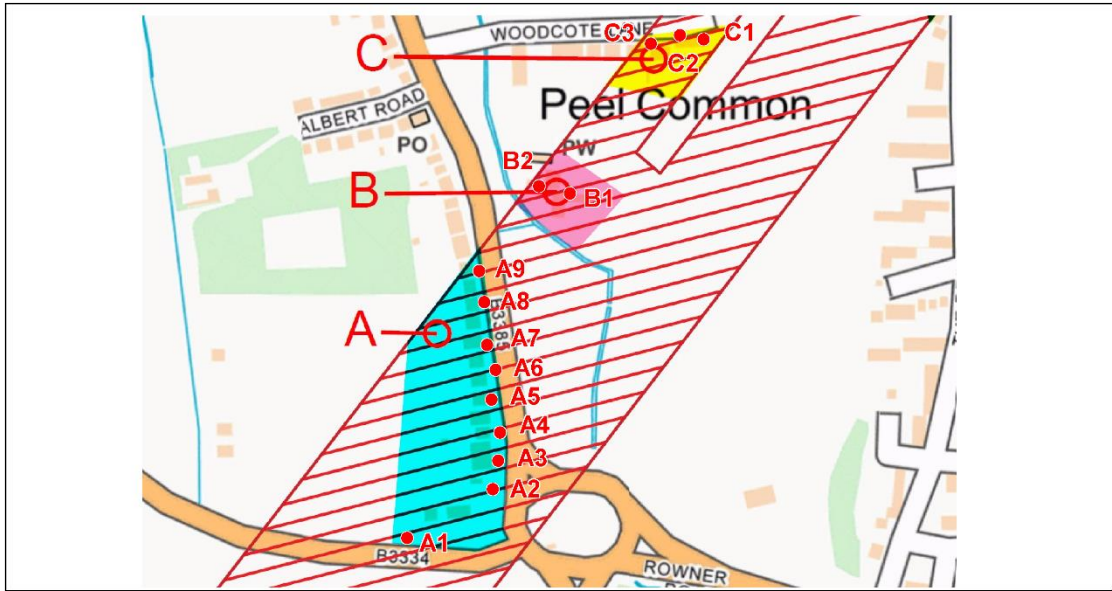 WOODCOTE LANE
C3
C1
C
C2
Peel Common
ALBERT ROAD
PO
PW
B2
B
B1
A9
A8
B3385
A
A7
A6
A5
A4
A3
A2
A1
B3334
ROWNER